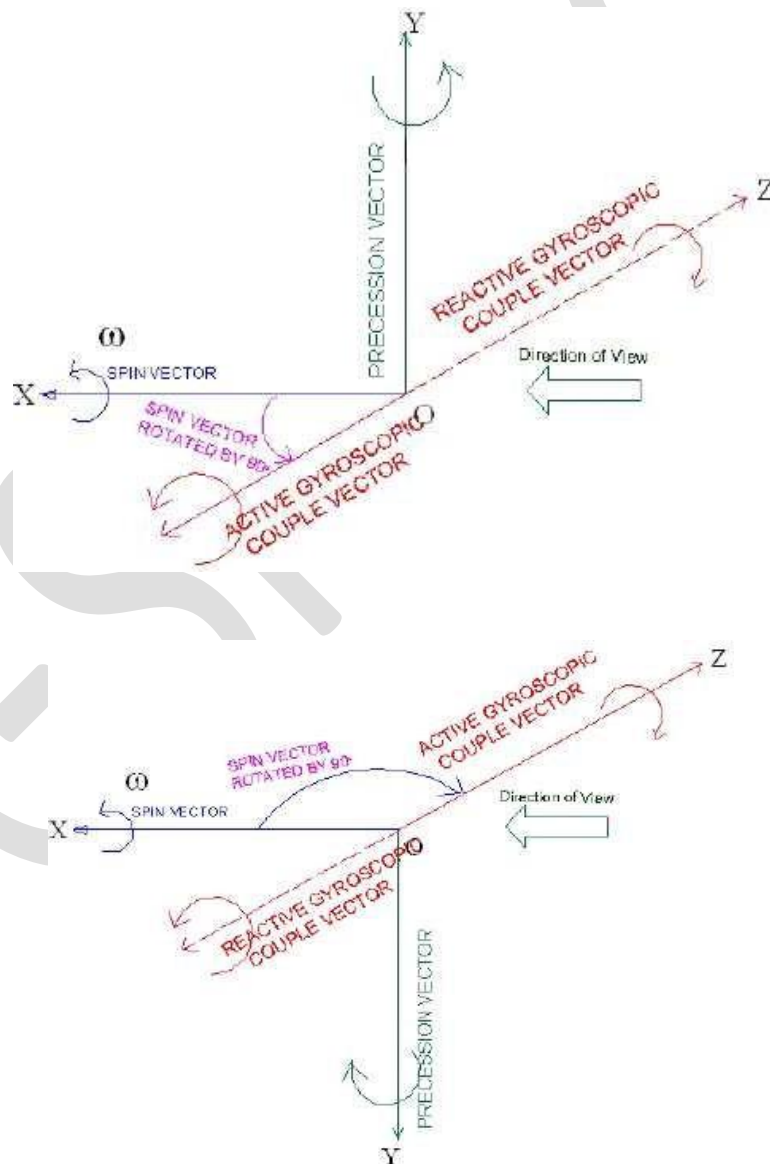 Y
PRECESSION VECTOR
Z
REACTIVE GYROSCOPIC
COUPLE VECTOR
ω
SPIN VECTOR
X
Direction of View
O
SPIN VECTOR
ROTATED BY 90
ACTIVE GYROSCOPIC
COUPLE VECTOR
Z
ACTIVE GYROSCOPIC
COUPLE VECTOR
SPIN VECTOR
ROTATED BY 90
ω
SPIN VECTOR
X
Direction of View
O
REACTIVE GYROSCOPIC
COUPLE VECTOR
PRECESSION VECTOR
Y